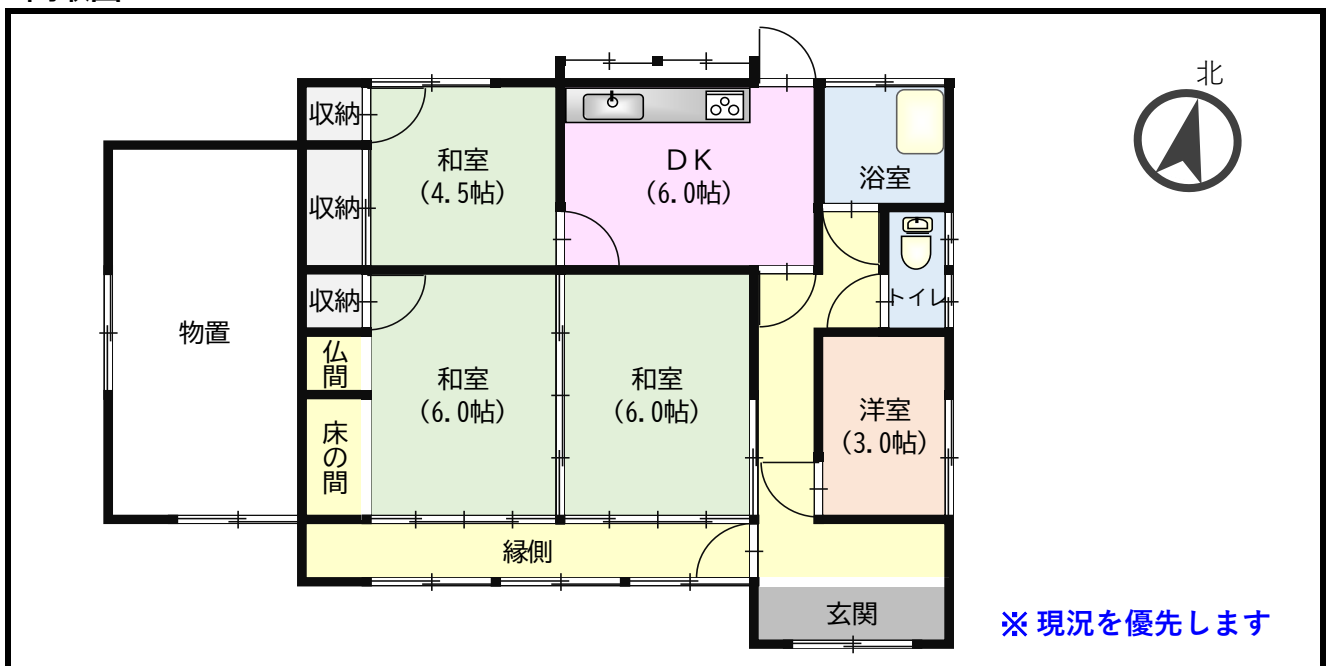 北
収納
和室
(4.5帖)
DK
(6.0帖)
浴室
収納
トイレ
収納
物置
仏間
和室
(6.0帖)
和室
(6.0帖)
洋室
(3.0帖)
床の間
縁側
玄関
※ 現況を優先します